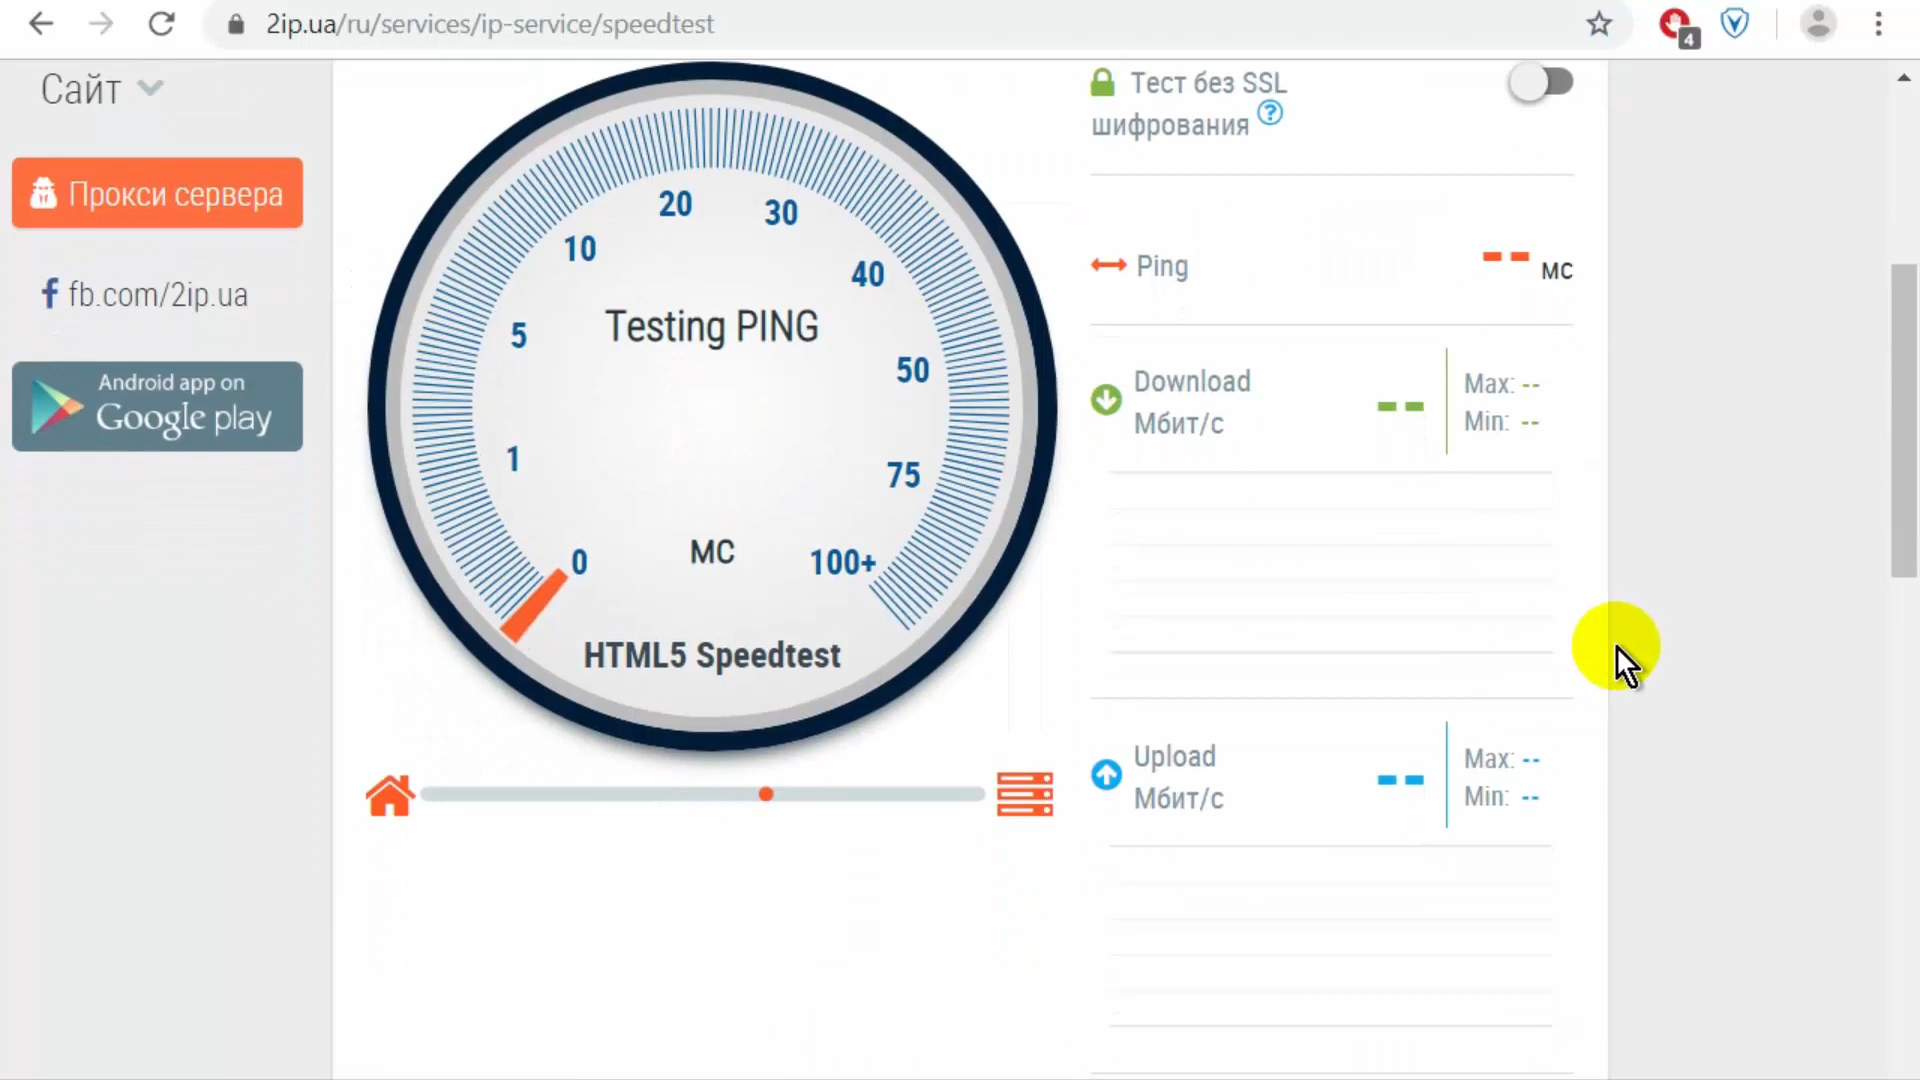 2ip.ua/ru/services/ip-service/speedtest
4
Сайт
Прокси сервера
fb.com/2ip.ua
Android app on
Google play
20
30
10
40
Testing PING
5
50
1
75
0
МС
100+
HTML5 Speedtest
Тест без SSL
шифрования
?
Ping
-- мс
Download
Мбит/с
--
Max: --
Min: --
Upload
Мбит/с
--
Max: --
Min: --